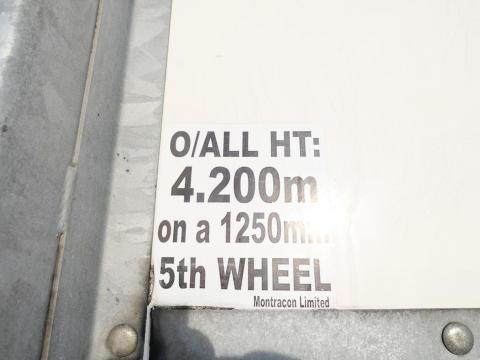 O/ALL HT:
4.200m
on a 1250mm
5th WHEEL
Montracon Limited